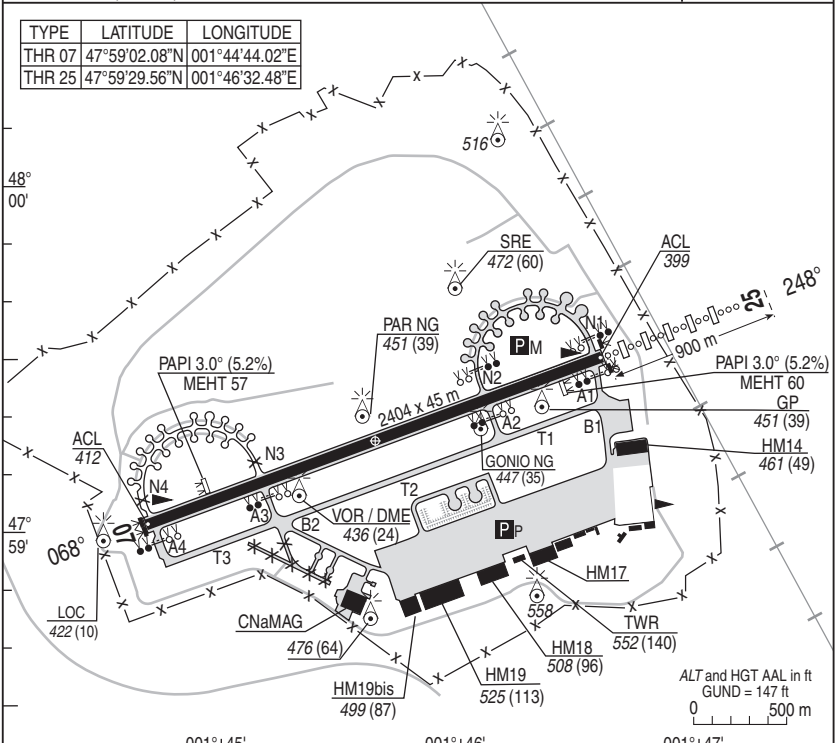 TYPE LATITUDE LONGITUDE
THR 07 47°59'02.08"N 001°44'44.02"E
THR 25 47°59'29.56"N 001°46'32.48"E
516
48°
00'
SRE
472 (60)
ACL
399
25
248°
900 m
PAR NG
451 (39)
P M
N1
N2
PAPI 3.0° (5.2%)
MEHT 57
2404 x 45 m
PAPI 3.0° (5.2%)
MEHT 60
A1
A2
GP
451 (39)
T1
B1
ACL
412
N3
N4
GONIO NG
447 (35)
HM14
461 (49)
T2
47°
59'
068°
07
A4
A3
B2
VOR / DME
436 (24)
P P
T3
LOC
422 (10)
CNaMAG
476 (64)
HM17
558
TWR
552 (140)
HM18
508 (96)
HM19
525 (113)
HM19bis
499 (87)
ALT and HGT AAL in ft
GUND = 147 ft
0 500 m
001°+45'
001°+46'
001°+47'